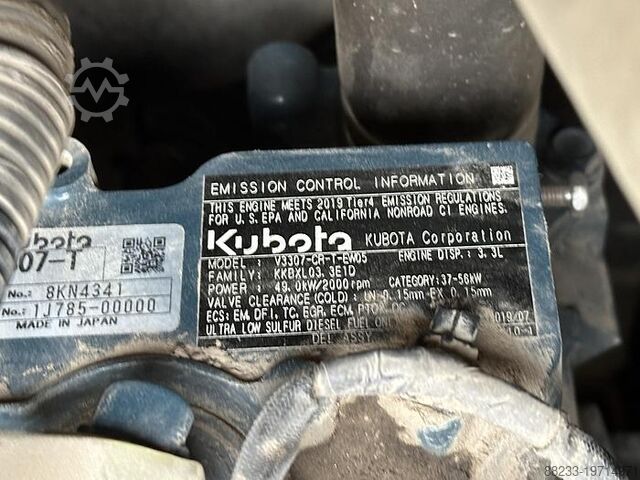 EMISSION CONTROL INFORMATION
THIS ENGINE MEETS 2019 Tier4 EMISSION REGULATIONS
FOR U.S.EPA AND CALIFORNIA NONROAD CI ENGINES.
Kubota KUBOTA Corporation
MODEL : V3307-CR-T-EW05 ENGINE DISP.: 3.3L
FAMILY : KKBXL03.3E1D
POWER : 49.0kW/2000rpm CATEGORY:37-56kW
VALVE CLEARANCE(COLD): IN 0.15mm EX 0.15mm
ECS: EM, DFI, TC, EGR, ECM, PTOX, 2019/07
ULTRA LOW SULFUR DIESEL FUEL
Kubota
07-T
No.: 8KN4341
No.: 1J785-00000
MADE IN JAPAN